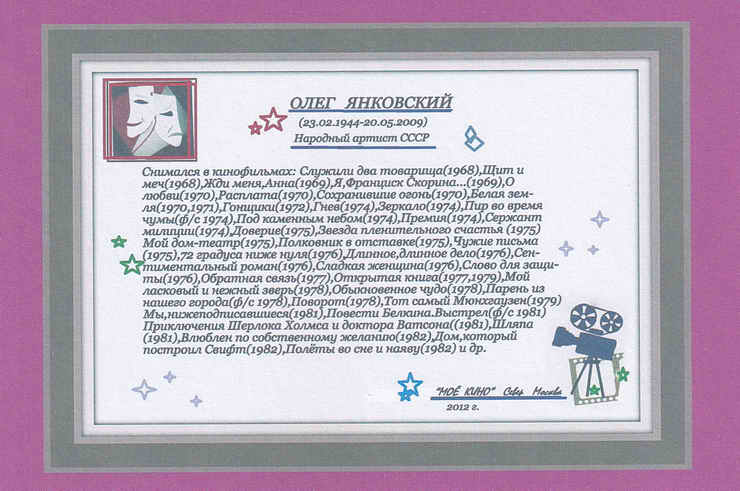 ОЛЕГ ЯНКОВСКИЙ
(23.02.1944-20.05.2009)
Народный артист СССР
Снимался в кинофильмах: Служили два товарища(1968),Щит и
меч(1968),Жди меня,Анна(1969),Я,Франциск Скорина...(1969),О
любви(1970),Расплата(1970),Сохранившие огонь(1970),Белая зем-
ля(1970,1971),Гонщики(1972),Гнев(1974),Зеркало(1974),Пир во время
чумы(ф/с 1974),Под каменным небом(1974),Премия(1974),Сержант
милиции(1974),Доверие(1975),Звезда пленительного счастья (1975)
Мой дом-театр(1975),Полковник в отставке(1975),Чужие письма
(1975),72 градуса ниже нуля(1976),Длинное,длинное дело(1976),Сен-
тиментальный роман(1976),Сладкая женщина(1976),Слово для защи-
ты(1976),Обратная связь(1977),Открытая книга(1977,1979),Мой
ласковый и нежный зверь(1978),Обыкновенное чудо(1978),Парень из
нашего города(ф/с 1978),Поворот(1978),Тот самый Мюнхгаузен(1979)
Мы,нижеподписавшиеся(1981),Повести Белкина.Выстрел(ф/с 1981)
Приключения Шерлока Холмса и доктора Ватсона((1981),Шляпа
(1981),Влюблен по собственному желанию(1982),Дом,который
построил Свифт(1982),Полёты во сне и наяву(1982) и др.
"МОЁ КИНО" Москва
2012 г.